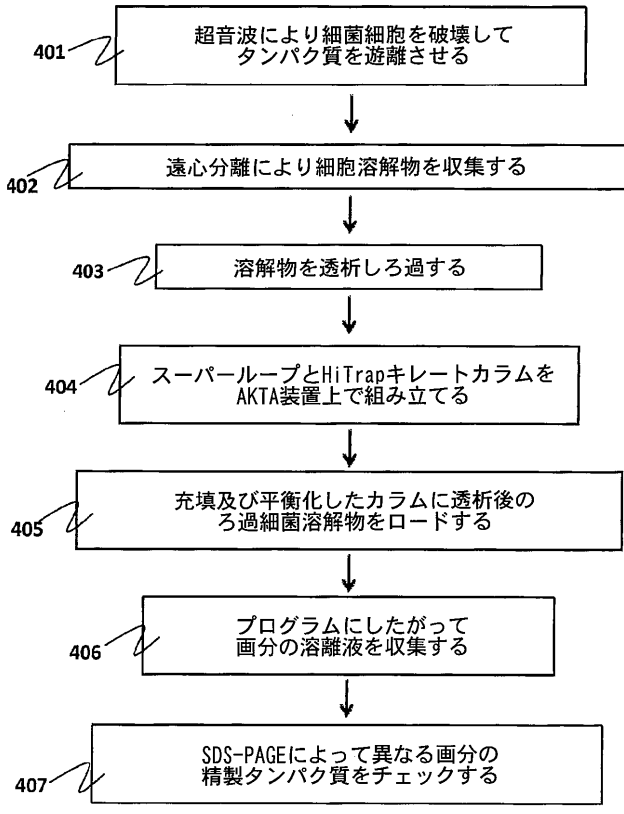 401
超音波により細菌細胞を破壊して
タンパク質を遊離させる
402
遠心分離により細胞溶解物を収集する
403
溶解物を透析しろ過する
404
スーパーループとHiTrapキレートカラムを
AKTA装置上で組み立てる
405
充填及び平衡化したカラムに透析後の
ろ過細菌溶解物をロードする
406
プログラムにしたがって
画分の溶離液を収集する
407
SDS-PAGEによって異なる画分の
精製タンパク質をチェックする